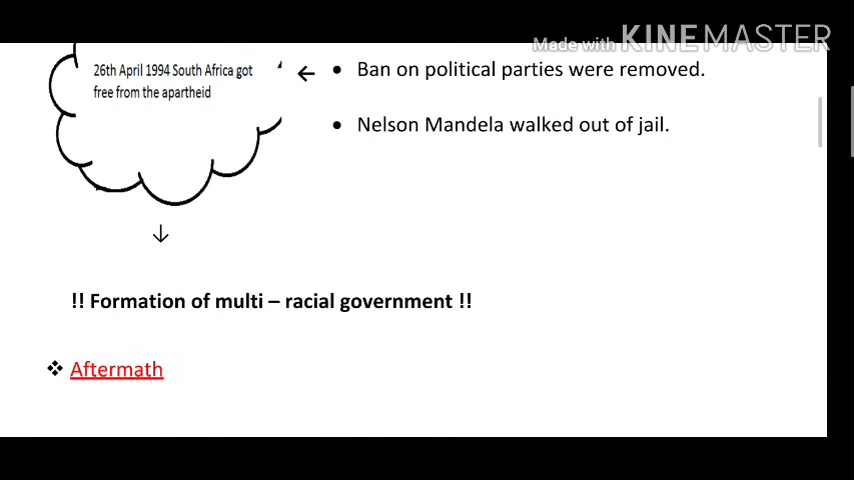 Made with KINEMASTER
26th April 1994 South Africa got
free from the apartheid
← • Ban on political parties were removed.
• Nelson Mandela walked out of jail.
↓
!! Formation of multi – racial government !!
❖ Aftermath